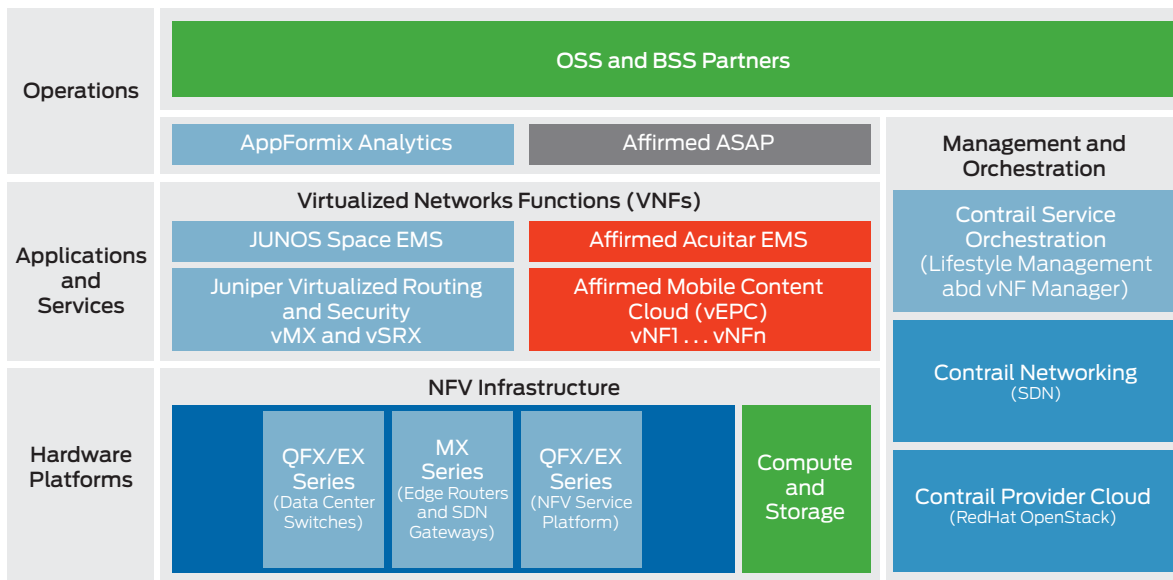 Operations
OSS and BSS Partners
AppFormix Analytics
Affirmed ASAP
Applications
and
Services
Virtualized Networks Functions (VNFs)
JUNOS Space EMS
Affirmed Acuitar EMS
Juniper Virtualized Routing
and Security
vMX and vSRX
Affirmed Mobile Content
Cloud (vEPC)
vNF1 . . . vNFn
Hardware
Platforms
NFV Infrastructure
QFX/EX
Series
(Data Center
Switches)
MX
Series
(Edge Routers
and SDN
Gateways)
QFX/EX
Series
(NFV Service
Platform)
Compute
and
Storage
Management and
Orchestration
Contrail Service
Orchestration
(Lifestyle Management
abd vNF Manager)
Contrail Networking
(SDN)
Contrail Provider Cloud
(RedHat OpenStack)